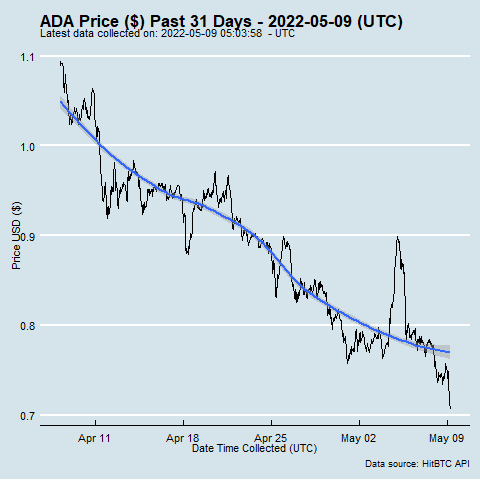 ADA Price ($) Past 31 Days - 2022-05-09 (UTC)
Latest data collected on: 2022-05-09 05:03:58 - UTC
1.1
1.0
0.9
0.8
0.7
Price USD ($)
Apr 11 Apr 18 Apr 25 May 02 May 09
Date Time Collected (UTC)
Data source: HitBTC API